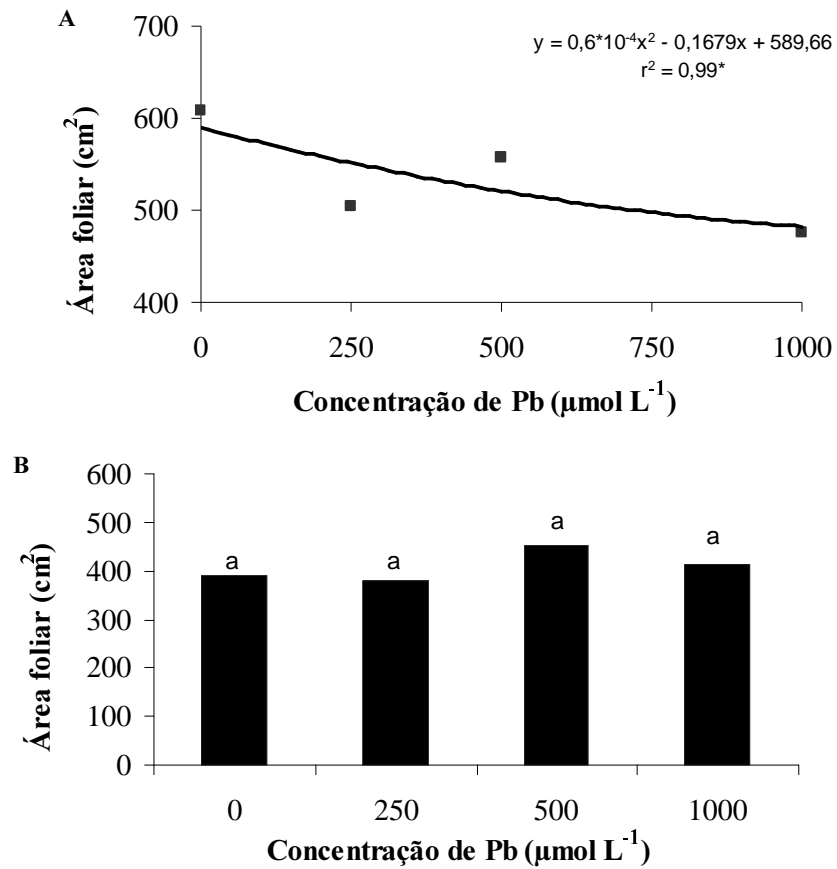 A
y = 0,6*10⁻⁴x² - 0,1679x + 589,66
r² = 0,99*
700
600
500
400
Área foliar (cm²)
0 250 500 750 1000
Concentração de Pb (µmol L⁻¹)
B
600
500
400
300
200
100
0
Área foliar (cm²)
a a a a
0 250 500 1000
Concentração de Pb (µmol L⁻¹)